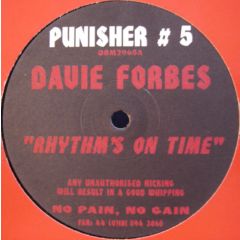 PUNISHER # 5
DAVIE FORBES
"RHYTHM'S ON TIME"
ANY UNAUTHORISED NICKING
WILL RESULT IN A GOOD WHIPPING
NO PAIN, NO GAIN